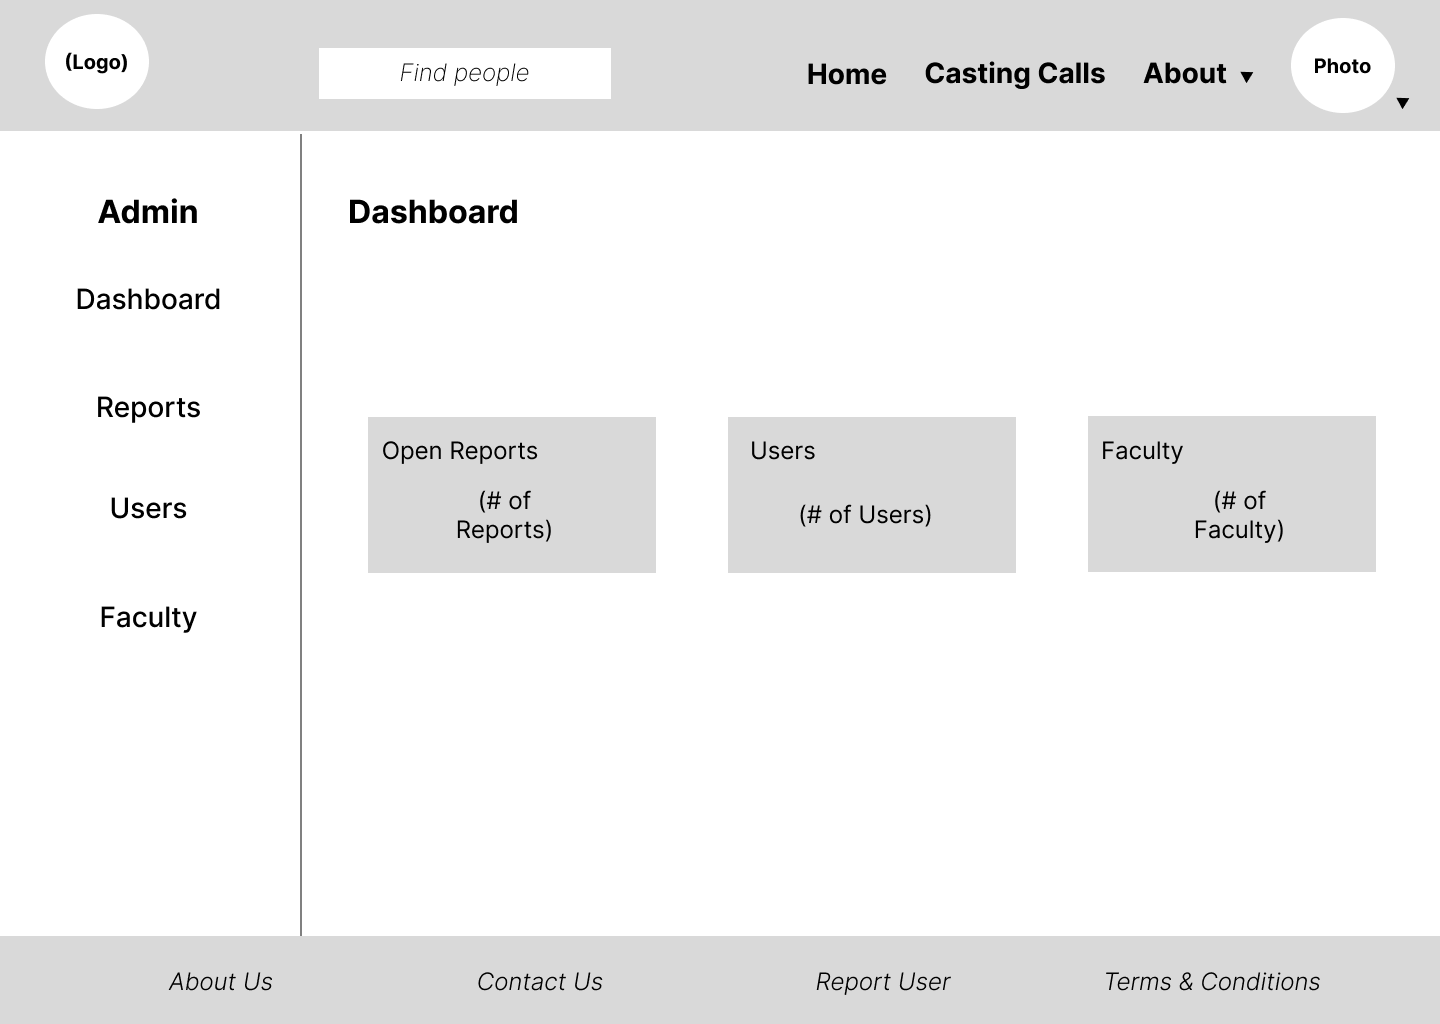 (Logo)
Find people
Home
Casting Calls
About ▼
Photo
▼
Admin
Dashboard
Reports
Users
Faculty
Dashboard
Open Reports
(# of
Reports)
Users
(# of Users)
Faculty
(# of
Faculty)
About Us
Contact Us
Report User
Terms & Conditions